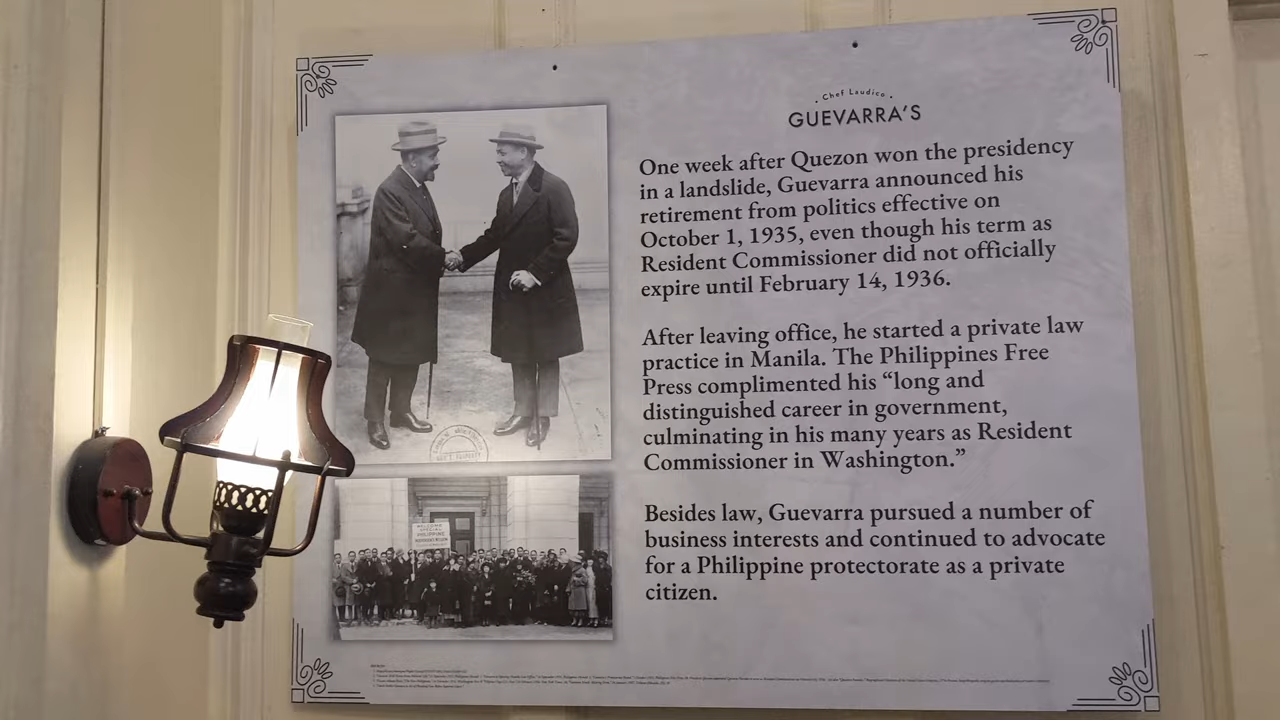 Chef Laudico
GUEVARRA'S
One week after Quezon won the presidency
in a landslide, Guevarra announced his
retirement from politics effective on
October 1, 1935, even though his term as
Resident Commissioner did not officially
expire until February 14, 1936.
After leaving office, he started a private law
practice in Manila. The Philippines Free
Press complimented his “long and
distinguished career in government,
culminating in his many years as Resident
Commissioner in Washington.”
Besides law, Guevarra pursued a number of
business interests and continued to advocate
for a Philippine protectorate as a private
citizen.
WELCOME
SPECIAL
PHILIPPINE